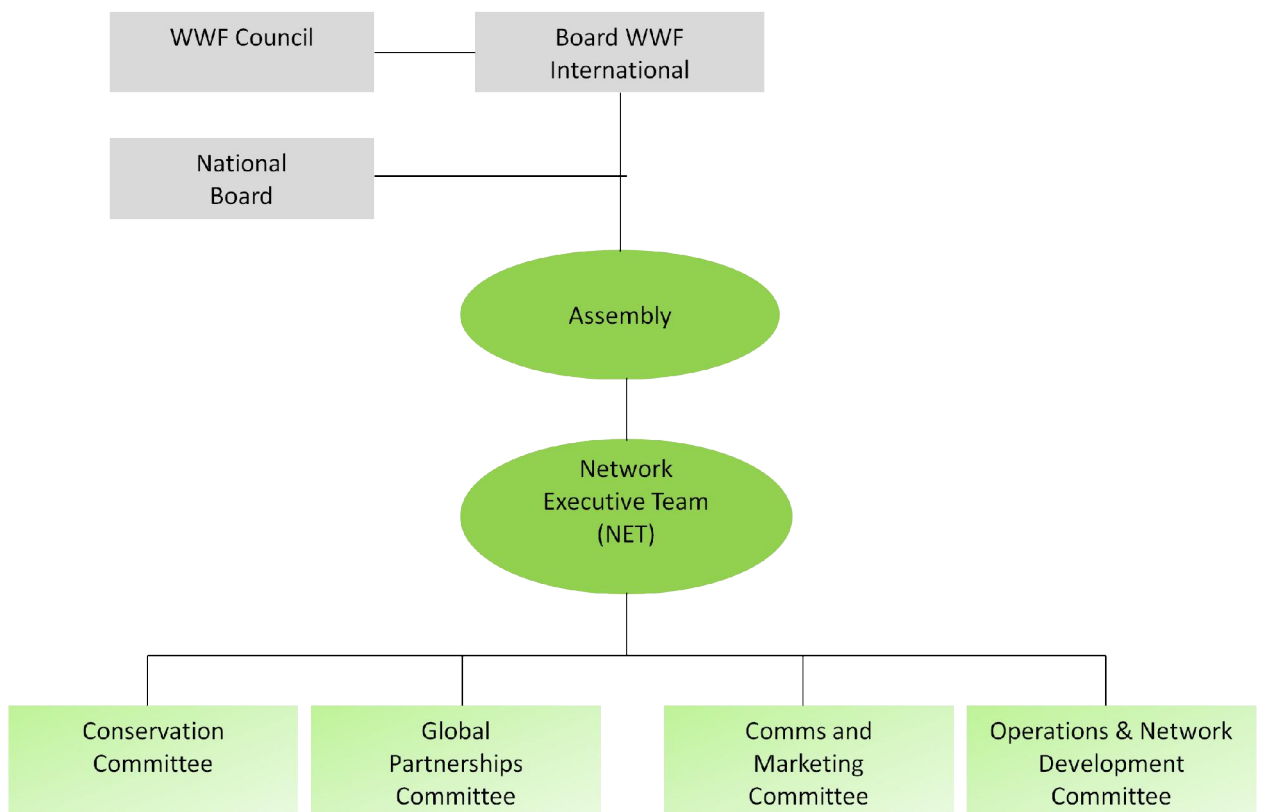 WWF Council
Board WWF
International
National
Board
Assembly
Network
Executive Team
(NET)
Conservation
Committee
Global
Partnerships
Committee
Comms and
Marketing
Committee
Operations & Network
Development
Committee